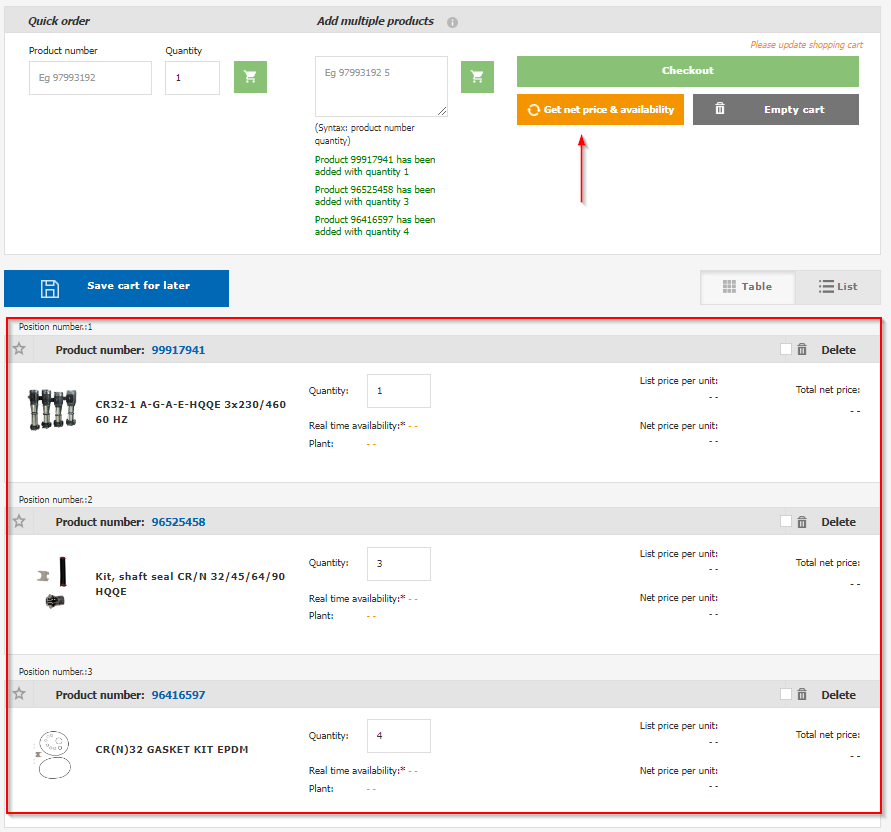 Quick order
Add multiple products
Product number
Quantity
Eg 97993192
1
Eg 97993192 5
(Syntax: product number
quantity)
Product 99917941 has been
added with quantity 1
Product 96525458 has been
added with quantity 3
Product 96416597 has been
added with quantity 4
Please update shopping cart
Checkout
Get net price & availability
Empty cart
Save cart for later
Table
List
Position number.:1
Product number: 99917941
Delete
CR32-1 A-G-A-E-HQQE 3x230/460
60 HZ
Quantity: 1
Real time availability:* - -
Plant: - -
List price per unit:
- -
Net price per unit:
- -
Total net price:
- -
Position number.:2
Product number: 96525458
Delete
Kit, shaft seal CR/N 32/45/64/90
HQQE
Quantity: 3
Real time availability:* - -
Plant: - -
List price per unit:
- -
Net price per unit:
- -
Total net price:
- -
Position number.:3
Product number: 96416597
Delete
CR(N)32 GASKET KIT EPDM
Quantity: 4
Real time availability:* - -
Plant: - -
List price per unit:
- -
Net price per unit:
- -
Total net price:
- -